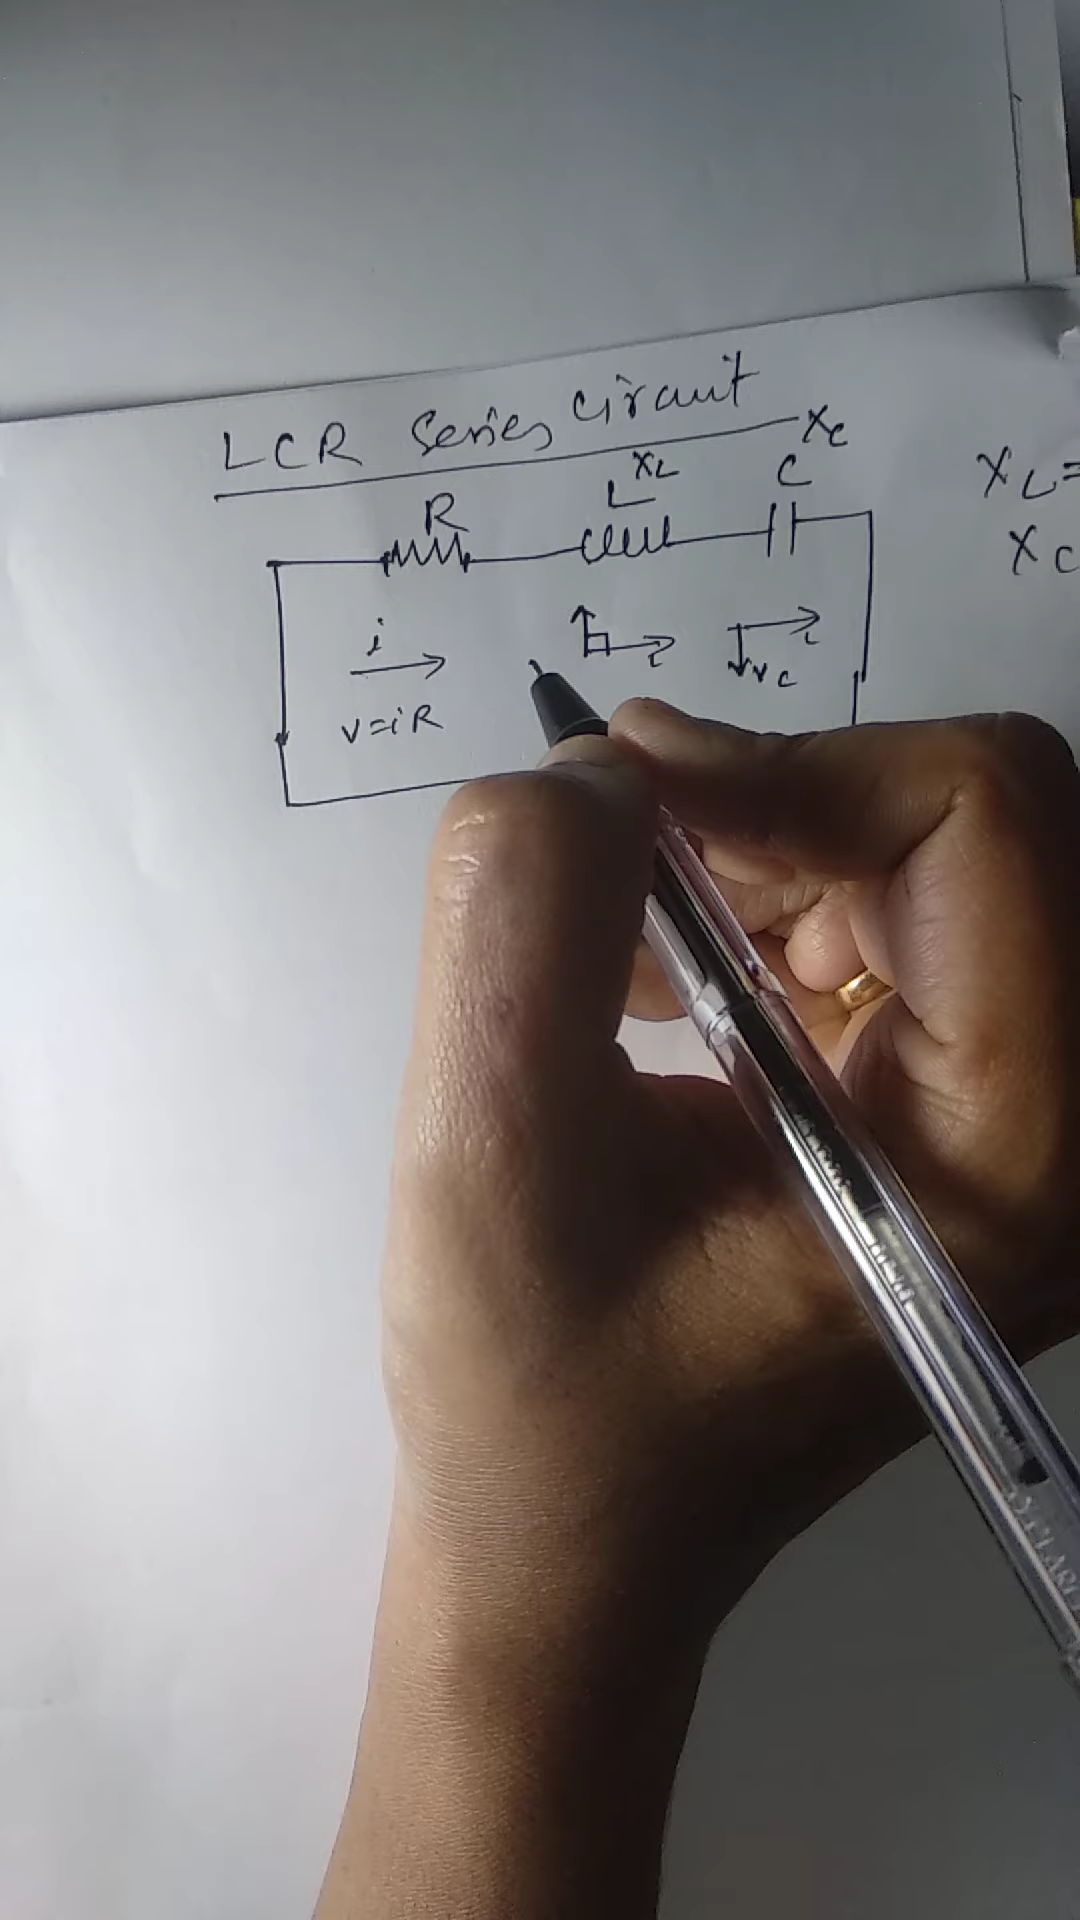 LCR Series Circuit
XC
XL
R L C
XL=
XC
i
i i
VC
V=iR